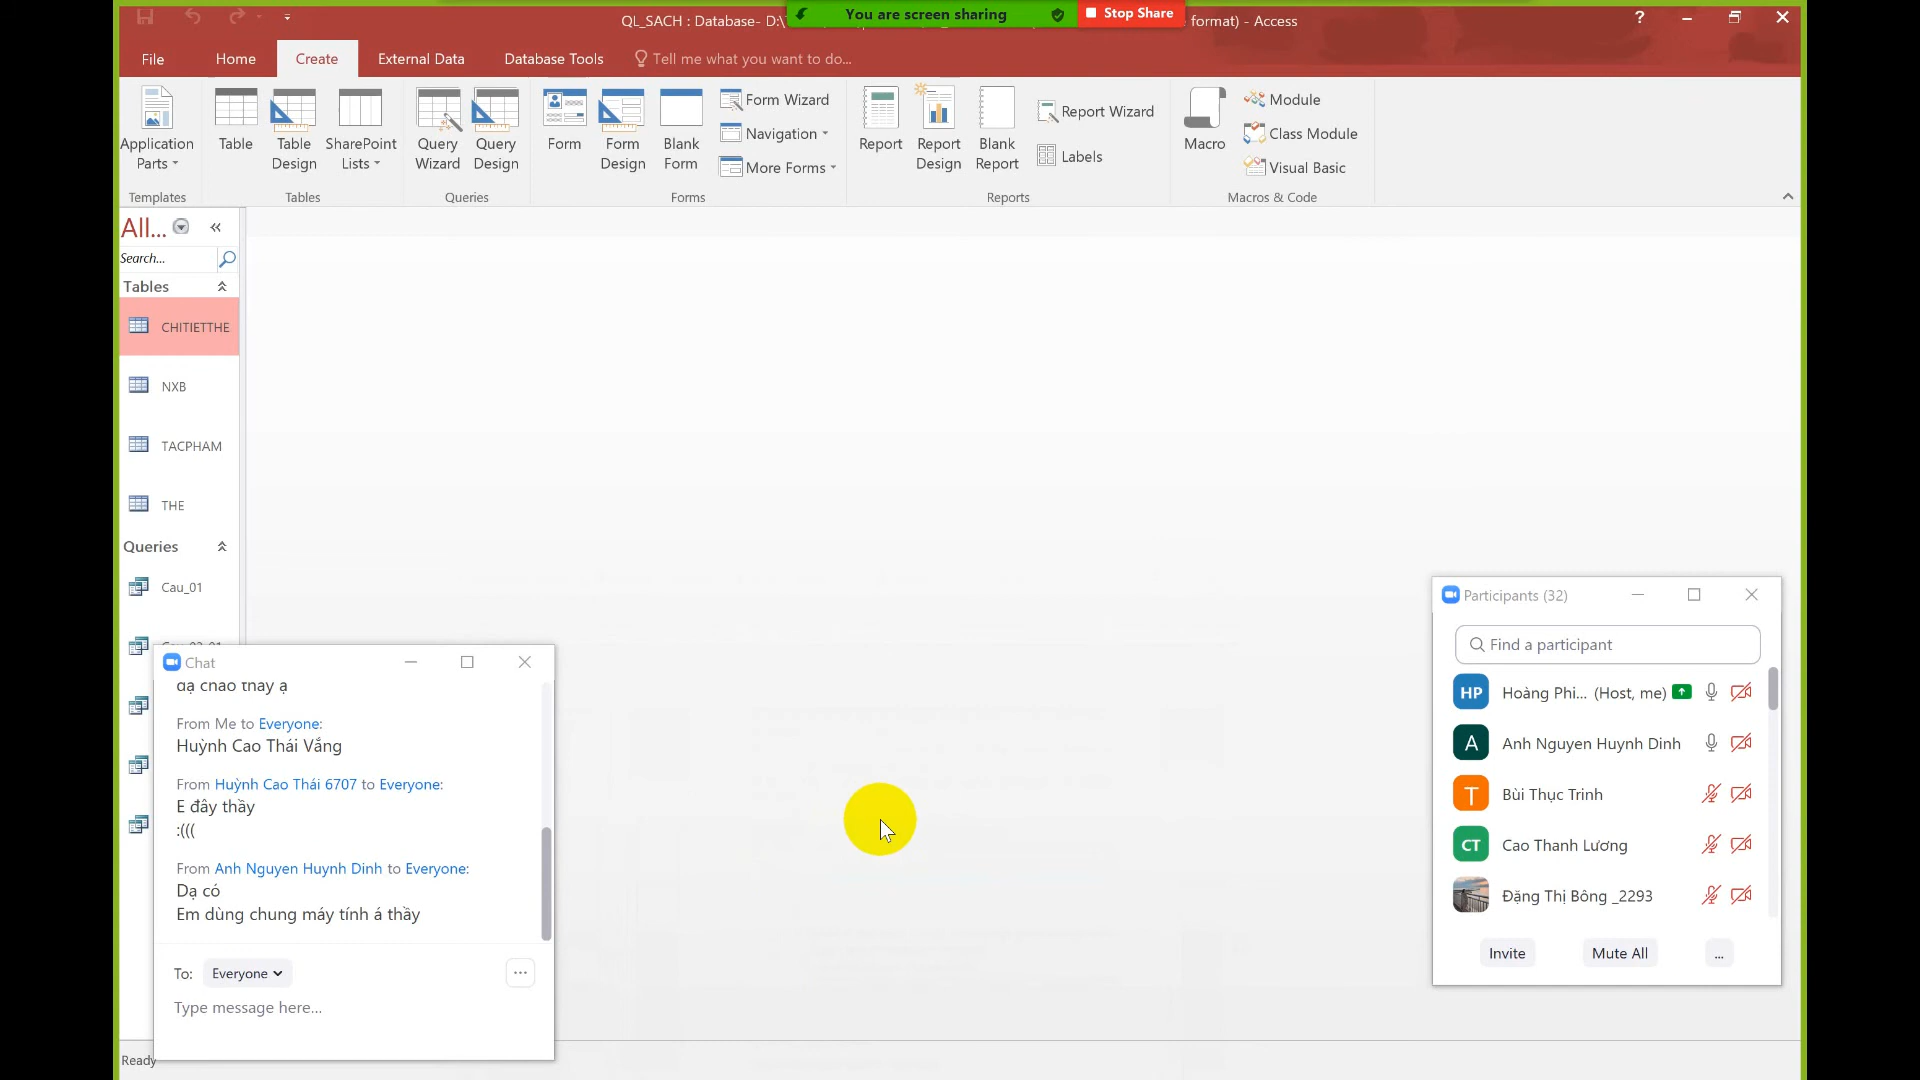 QL_SACH : Database- D:\
You are screen sharing
Stop Share
format) - Access
?
File
Home
Create
External Data
Database Tools
Tell me what you want to do...
Application Parts
Table
Table Design
SharePoint Lists
Query Wizard
Query Design
Form
Form Design
Blank Form
Form Wizard
Navigation
More Forms
Report
Report Design
Blank Report
Report Wizard
Labels
Macro
Module
Class Module
Visual Basic
Templates
Tables
Queries
Forms
Reports
Macros & Code
All...
Search...
Tables
CHITIETTHE
NXB
TACPHAM
THE
Queries
Cau_01
Chat
dạ chào thầy ạ
From Me to Everyone:
Huỳnh Cao Thái Vắng
From Huỳnh Cao Thái 6707 to Everyone:
E đây thầy
:(((
From Anh Nguyen Huynh Dinh to Everyone:
Dạ có
Em dùng chung máy tính á thầy
To: Everyone
...
Type message here...
Ready
Participants (32)
Find a participant
HP Hoàng Phi... (Host, me)
A Anh Nguyen Huynh Dinh
T Bùi Thục Trinh
CT Cao Thanh Lương
Đặng Thị Bông _2293
Invite
Mute All
...